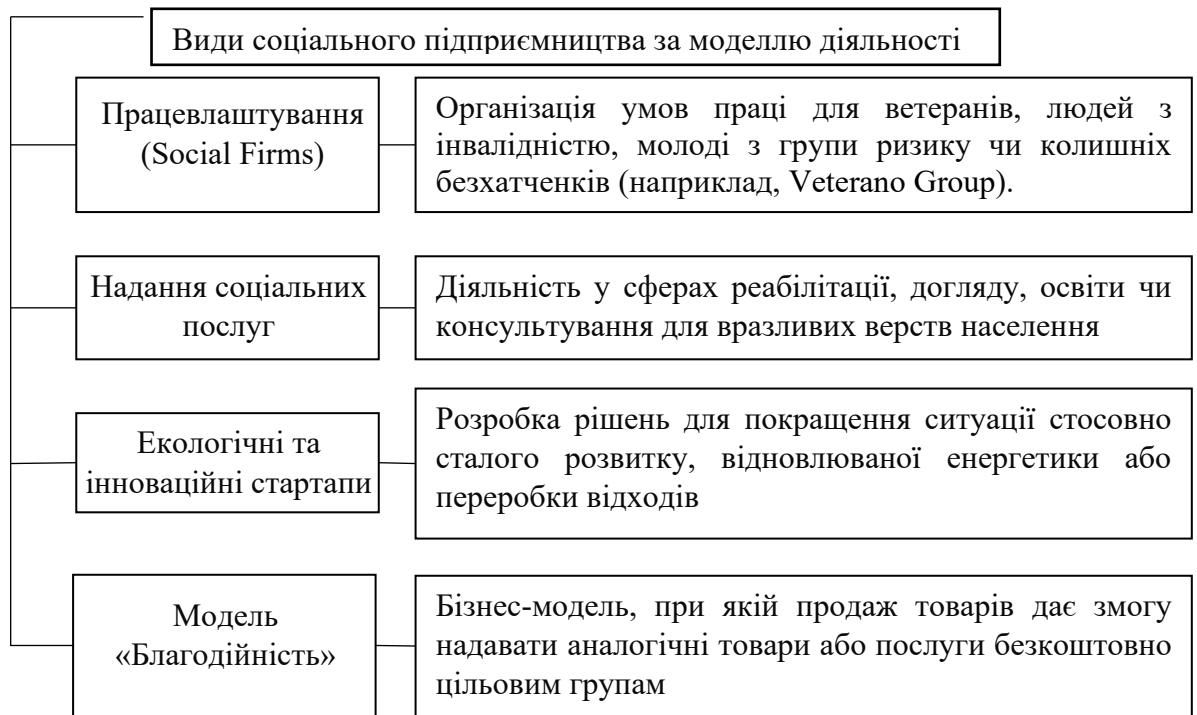 Види соціального підприємництва за моделлю діяльності
Працевлаштування
(Social Firms)
Організація умов праці для ветеранів, людей з
інвалідністю, молоді з групи ризику чи колишніх
безхатченків (наприклад, Veterano Group).
Надання соціальних
послуг
Діяльність у сферах реабілітації, догляду, освіти чи
консультування для вразливих верств населення
Екологічні та
інноваційні стартапи
Розробка рішень для покращення ситуації стосовно
сталого розвитку, відновлюваної енергетики або
переробки відходів
Модель
«Благодійність»
Бізнес-модель, при якій продаж товарів дає змогу
надавати аналогічні товари або послуги безкоштовно
цільовим групам